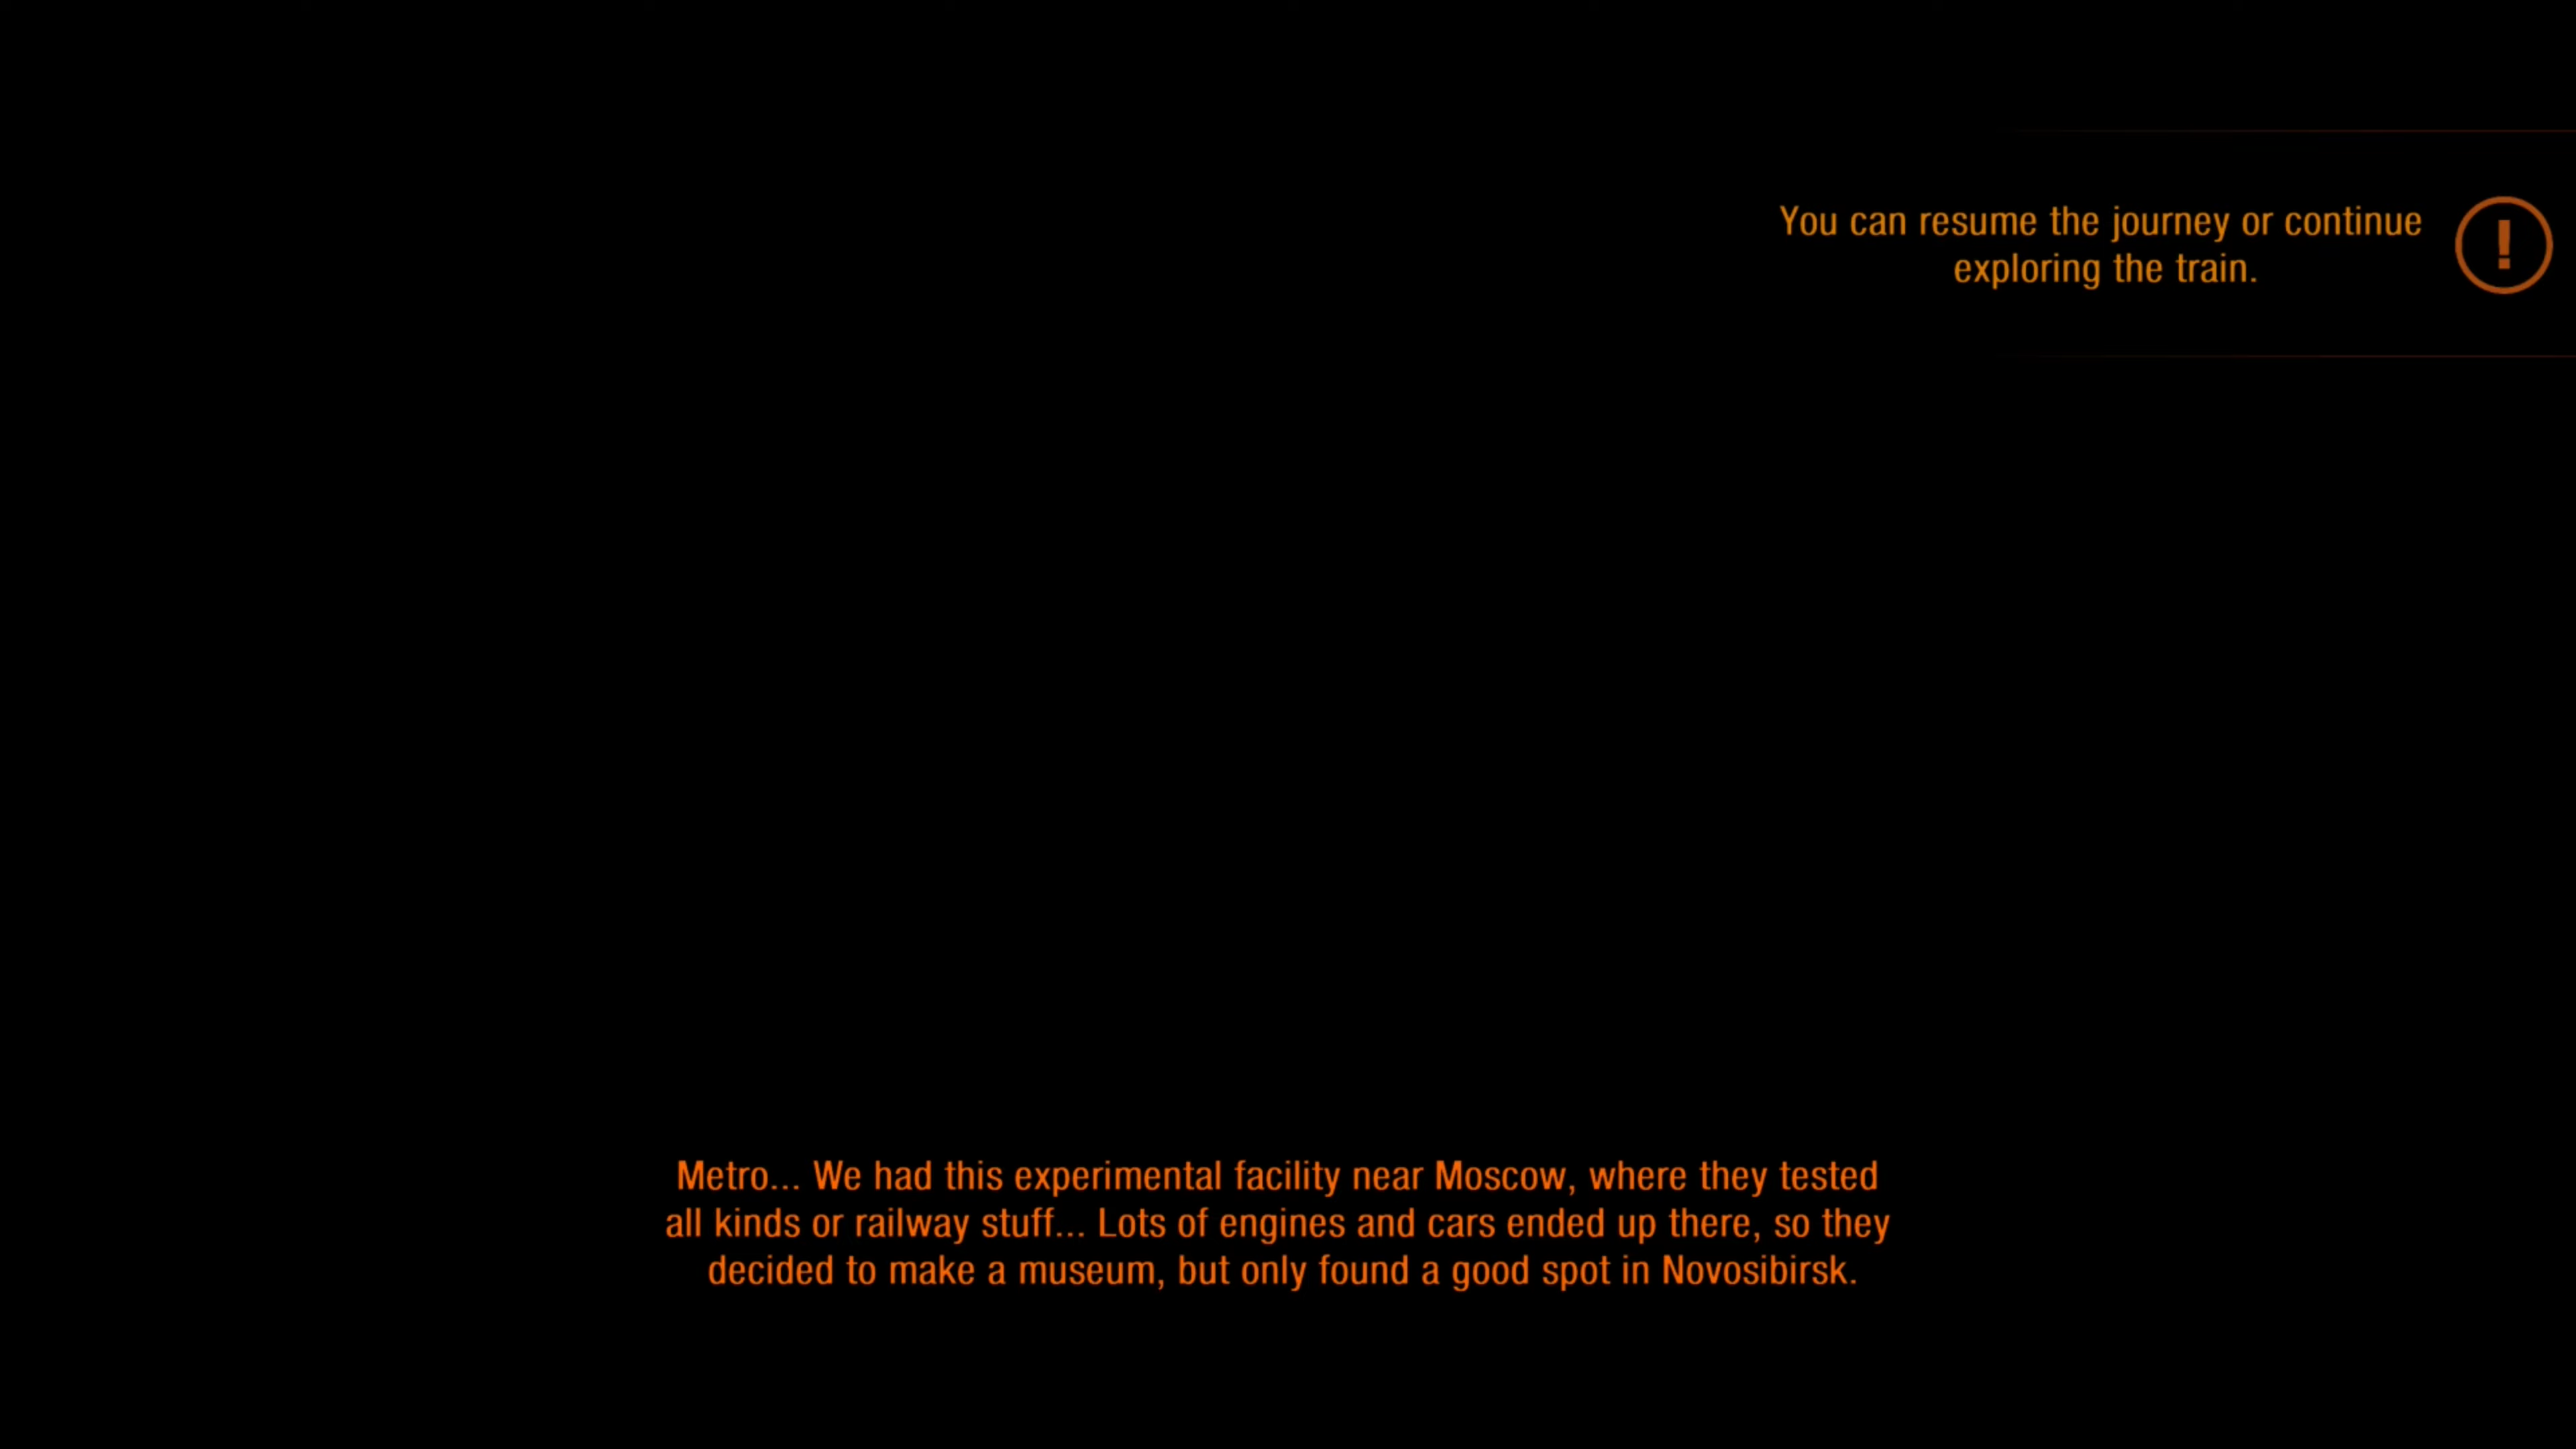 You can resume the journey or continue
exploring the train.
!
Metro... We had this experimental facility near Moscow, where they tested
all kinds or railway stuff... Lots of engines and cars ended up there, so they
decided to make a museum, but only found a good spot in Novosibirsk.